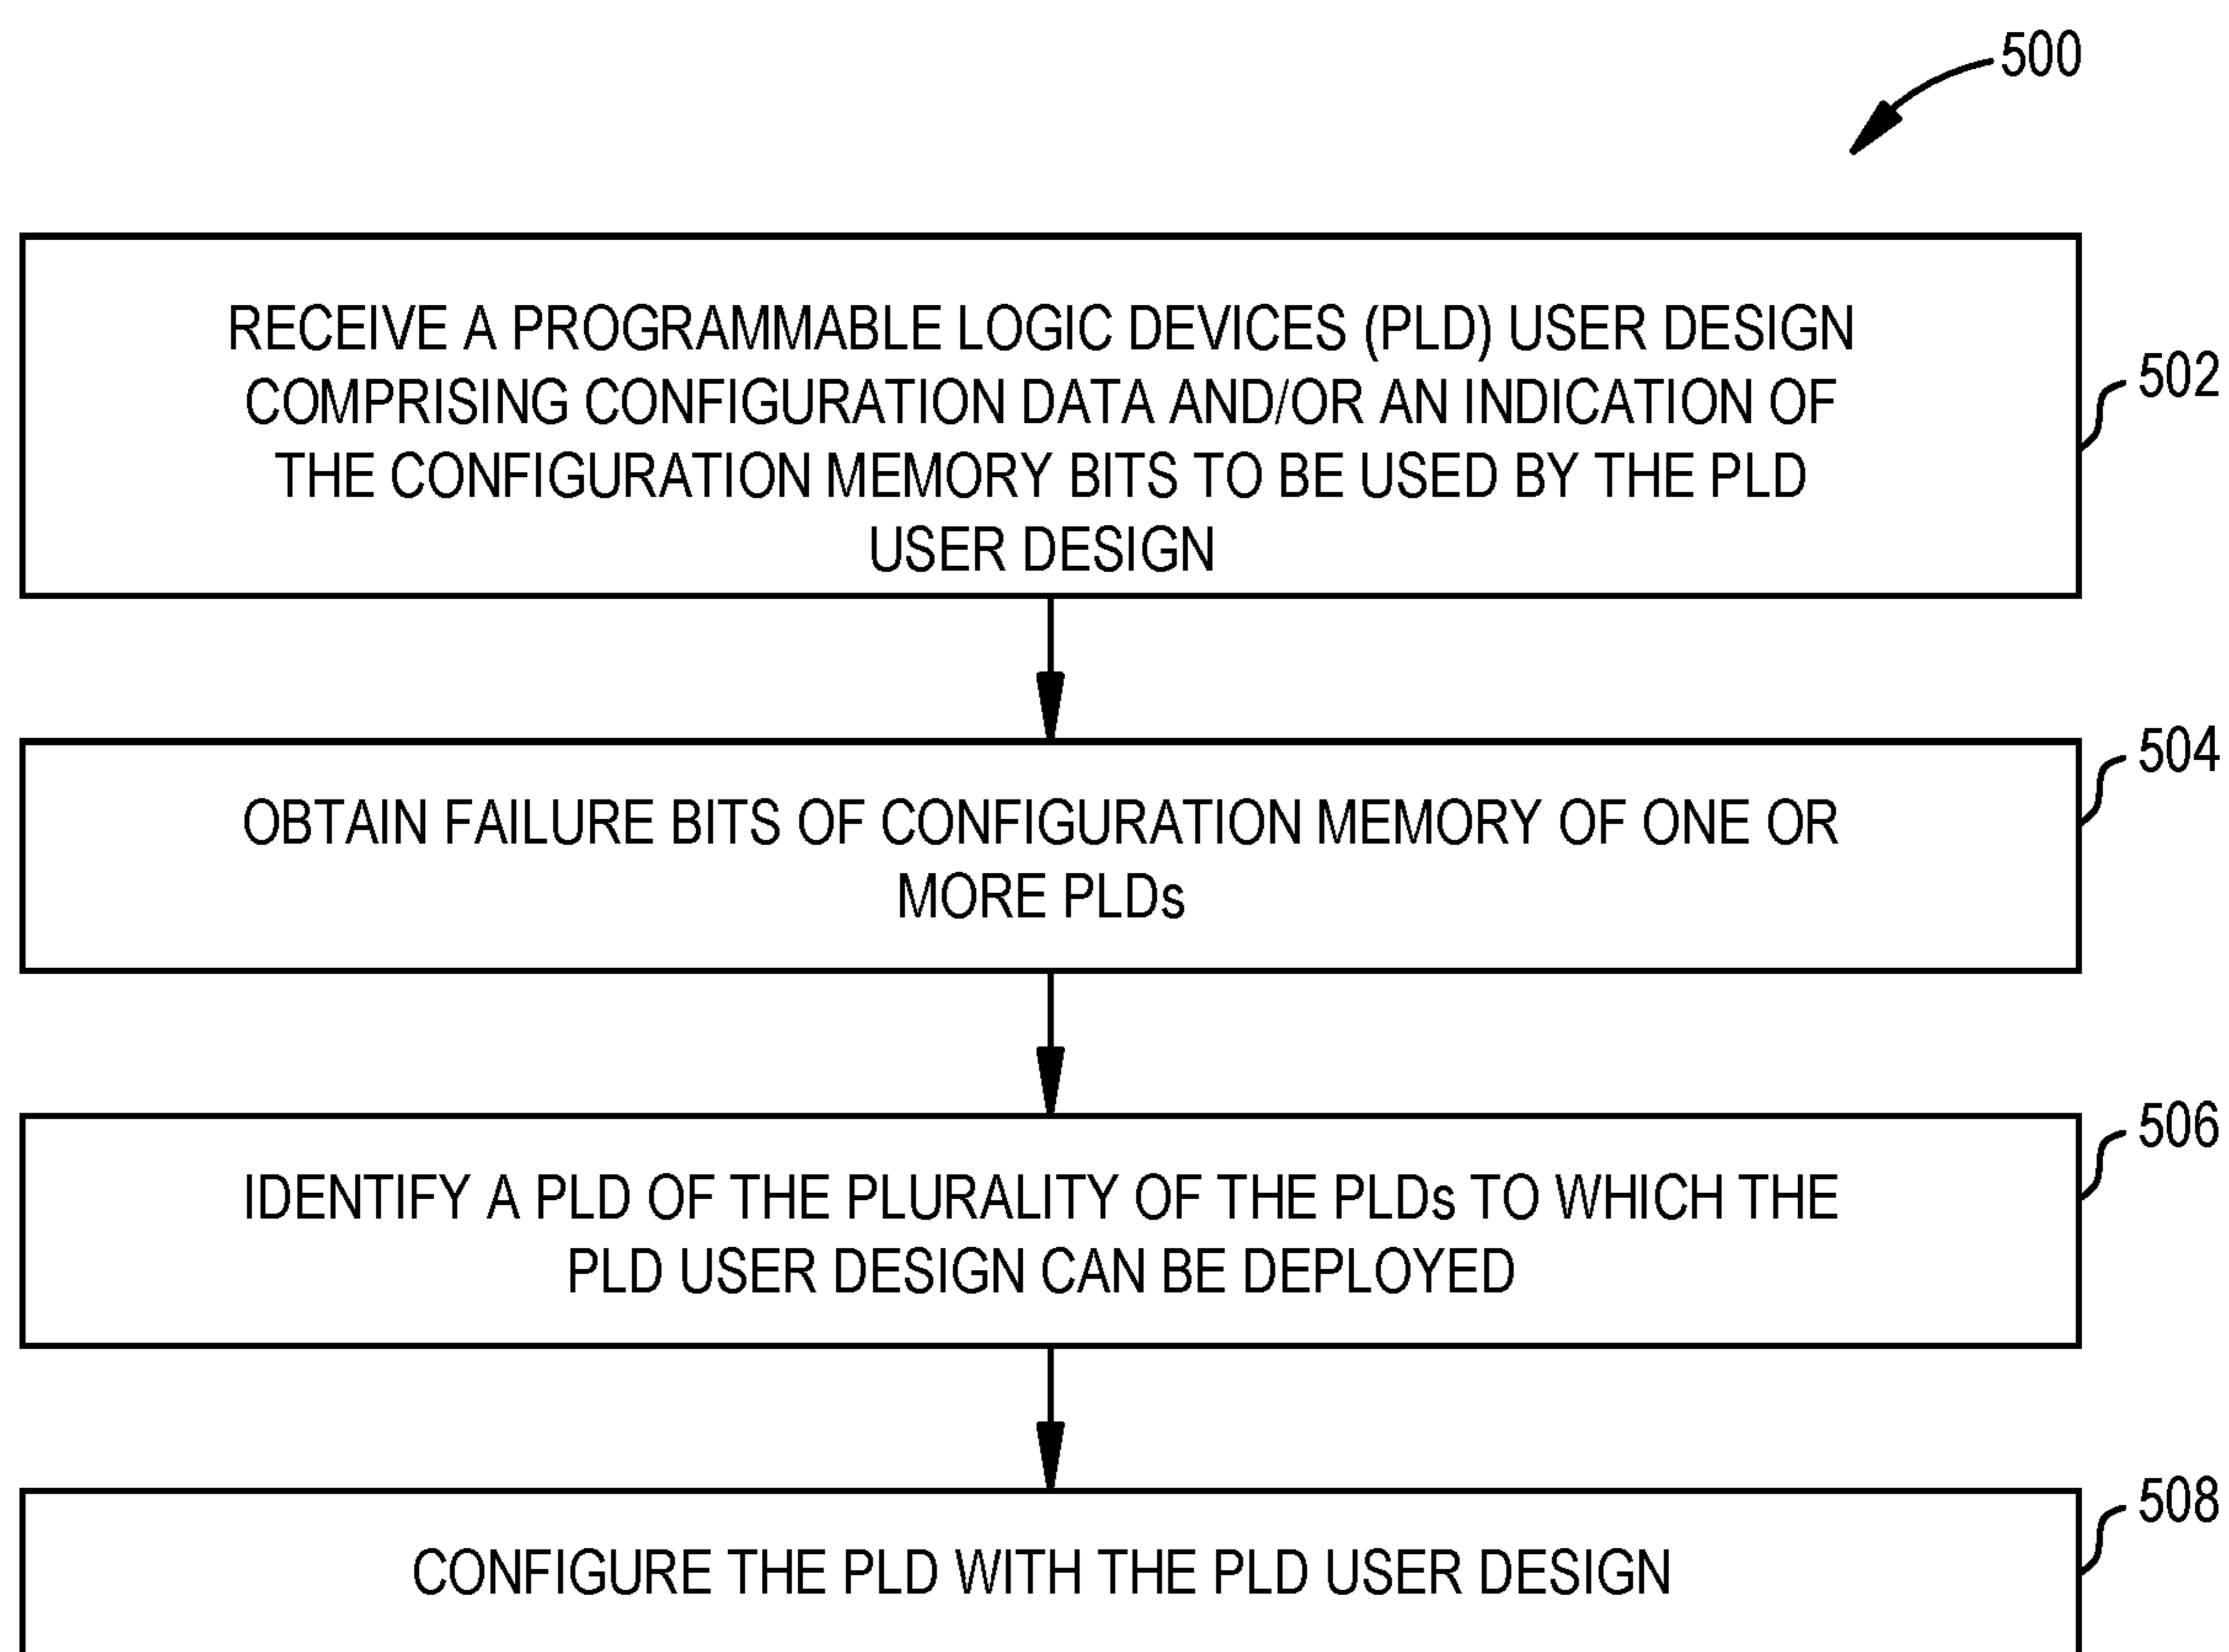 500
RECEIVE A PROGRAMMABLE LOGIC DEVICES (PLD) USER DESIGN
COMPRISING CONFIGURATION DATA AND/OR AN INDICATION OF
THE CONFIGURATION MEMORY BITS TO BE USED BY THE PLD
USER DESIGN
502
OBTAIN FAILURE BITS OF CONFIGURATION MEMORY OF ONE OR
MORE PLDs
504
IDENTIFY A PLD OF THE PLURALITY OF THE PLDs TO WHICH THE
PLD USER DESIGN CAN BE DEPLOYED
506
CONFIGURE THE PLD WITH THE PLD USER DESIGN
508